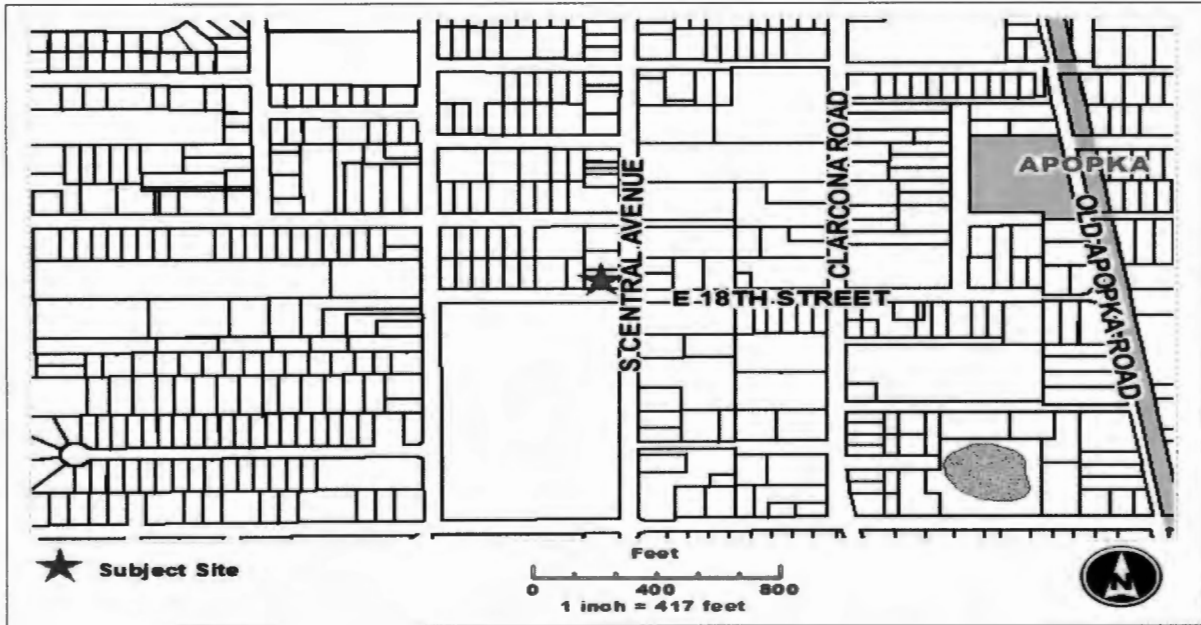 APOPKA
S CENTRAL AVENUE
CLARCONA ROAD
OLD APOPKA ROAD
E 18TH STREET
Subject Site
Feet
0 400 800
1 inch = 417 feet
N